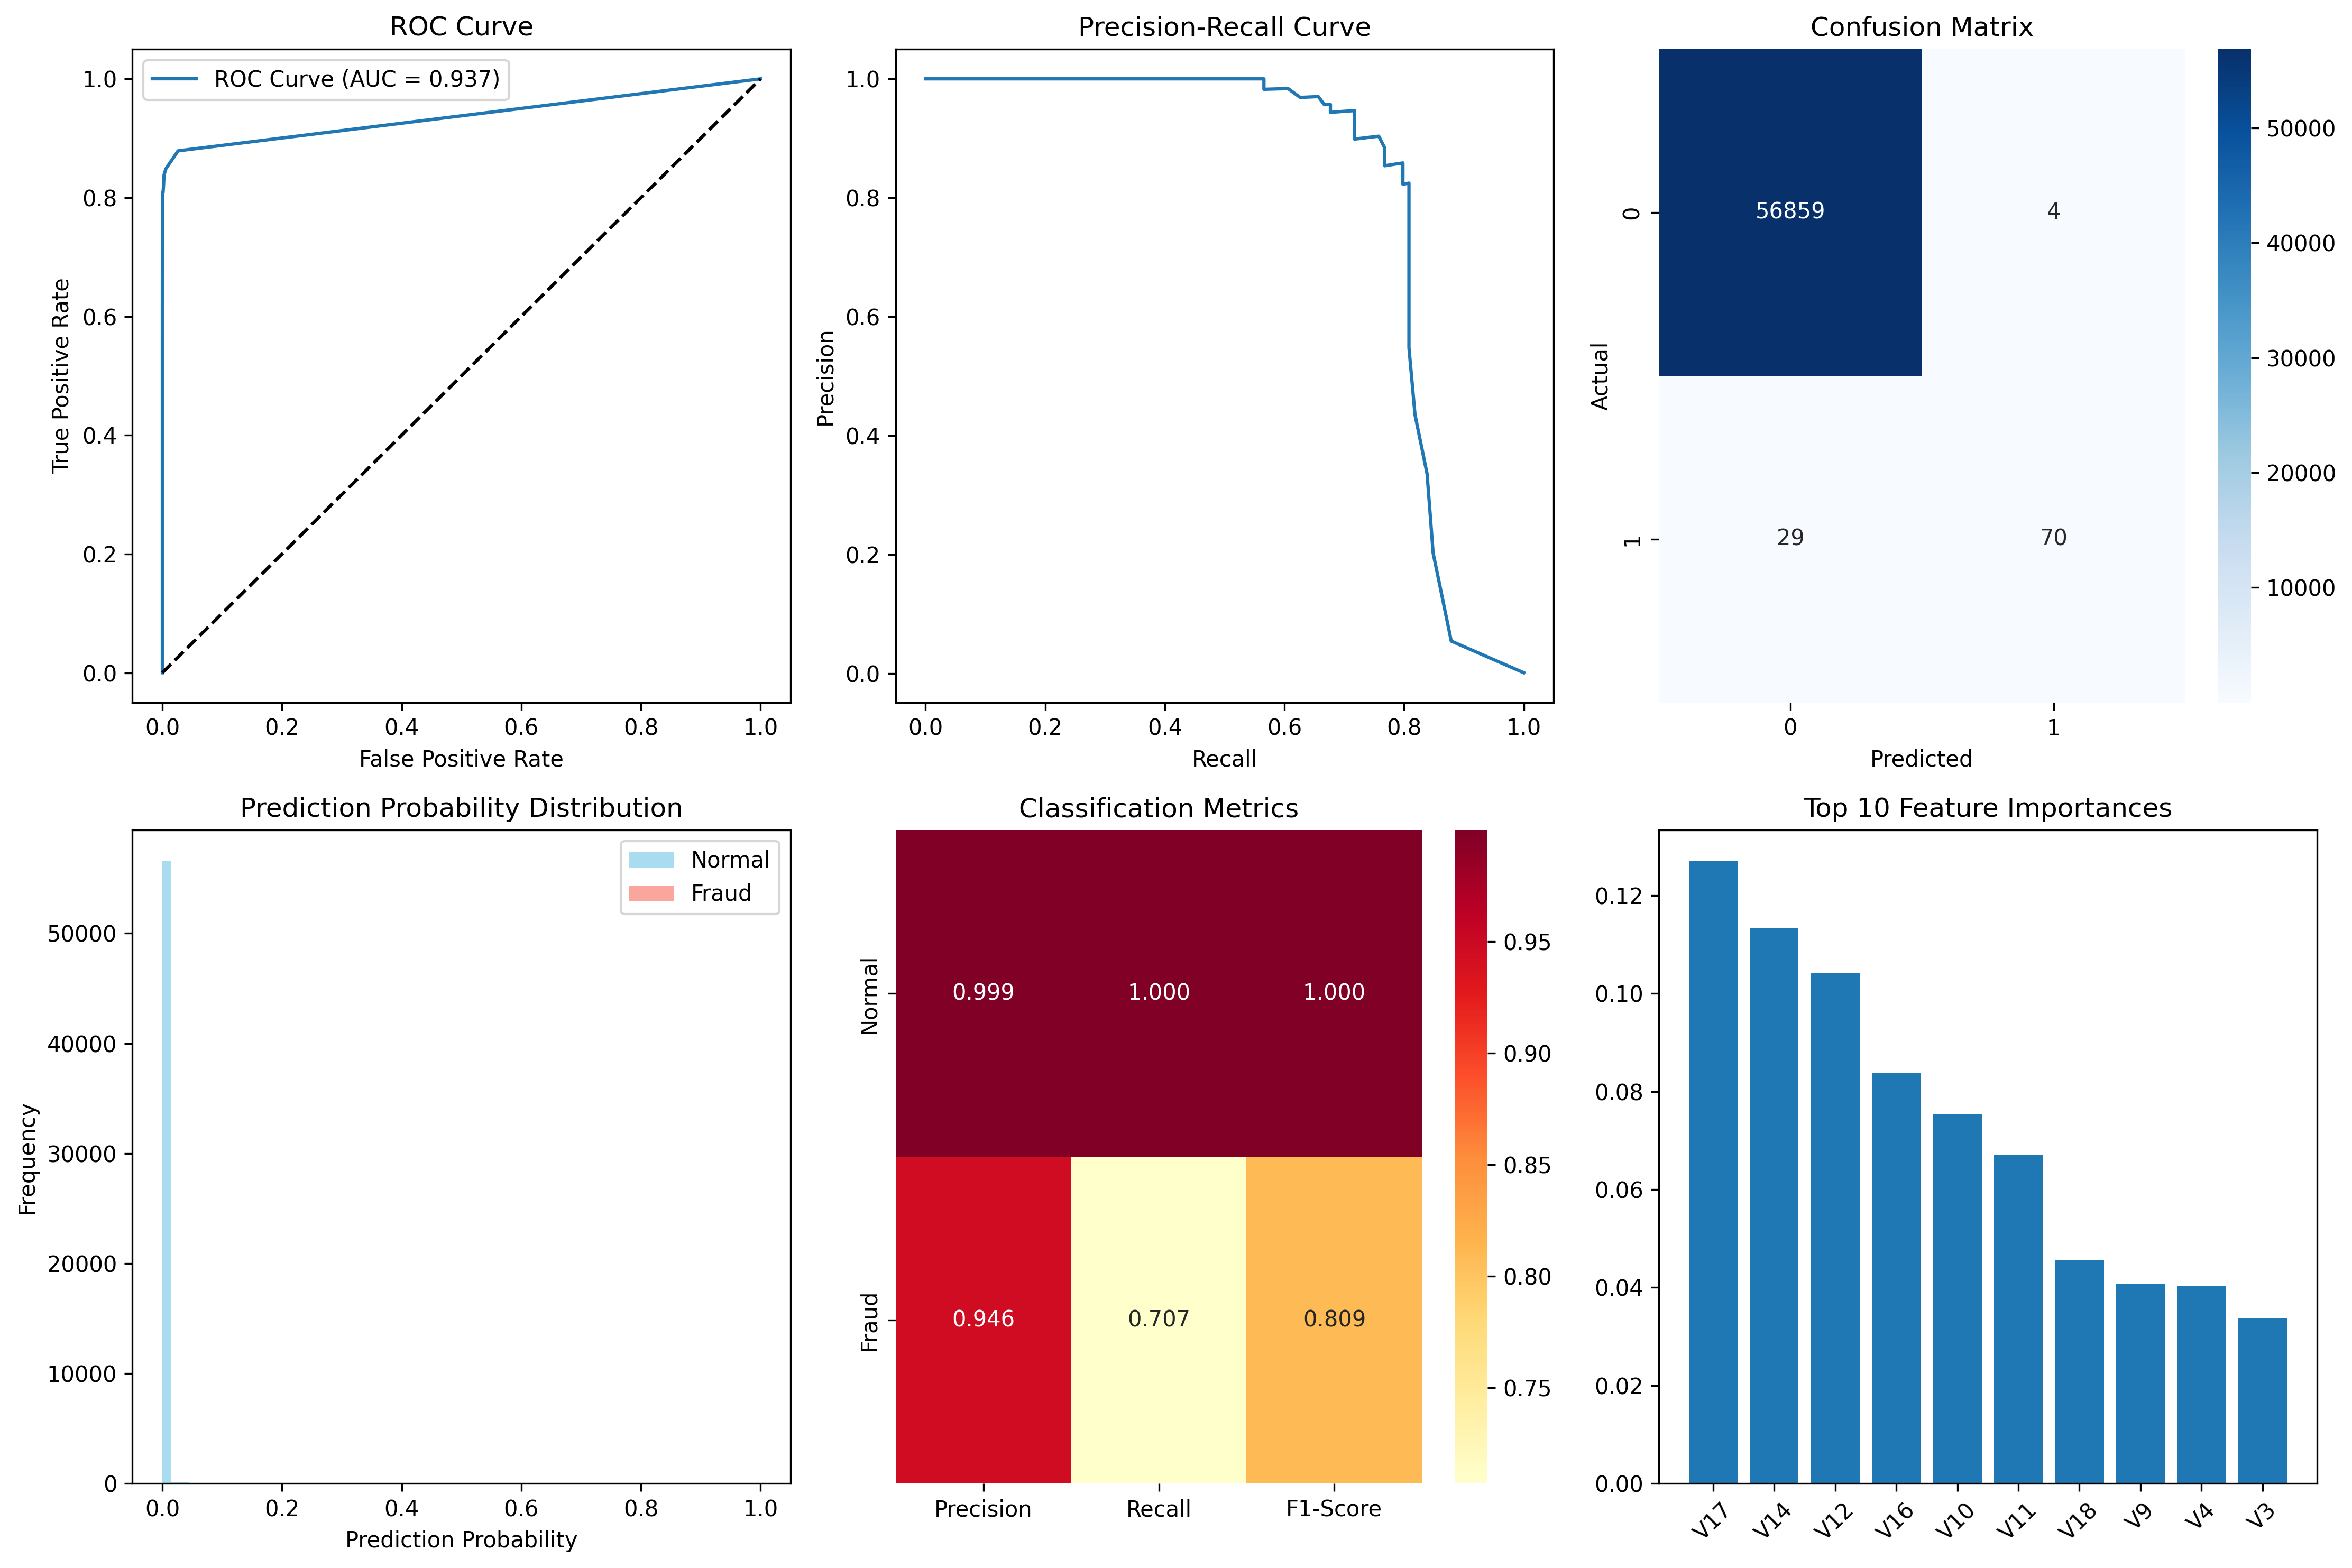 ROC Curve
ROC Curve (AUC = 0.937)
1.0
0.8
0.6
0.4
0.2
0.0
True Positive Rate
0.0 0.2 0.4 0.6 0.8 1.0
False Positive Rate
Precision-Recall Curve
1.0
0.8
0.6
0.4
0.2
0.0
Precision
0.0 0.2 0.4 0.6 0.8 1.0
Recall
Confusion Matrix
0
1
Actual
56859 4
29 70
0 1
Predicted
50000
40000
30000
20000
10000
Prediction Probability Distribution
Normal
Fraud
50000
40000
30000
20000
10000
0
Frequency
0.0 0.2 0.4 0.6 0.8 1.0
Prediction Probability
Classification Metrics
Normal
Fraud
0.999 1.000 1.000
0.946 0.707 0.809
Precision Recall F1-Score
0.95
0.90
0.85
0.80
0.75
Top 10 Feature Importances
0.12
0.10
0.08
0.06
0.04
0.02
0.00
V17 V14 V12 V16 V10 V11 V18 V9 V4 V3